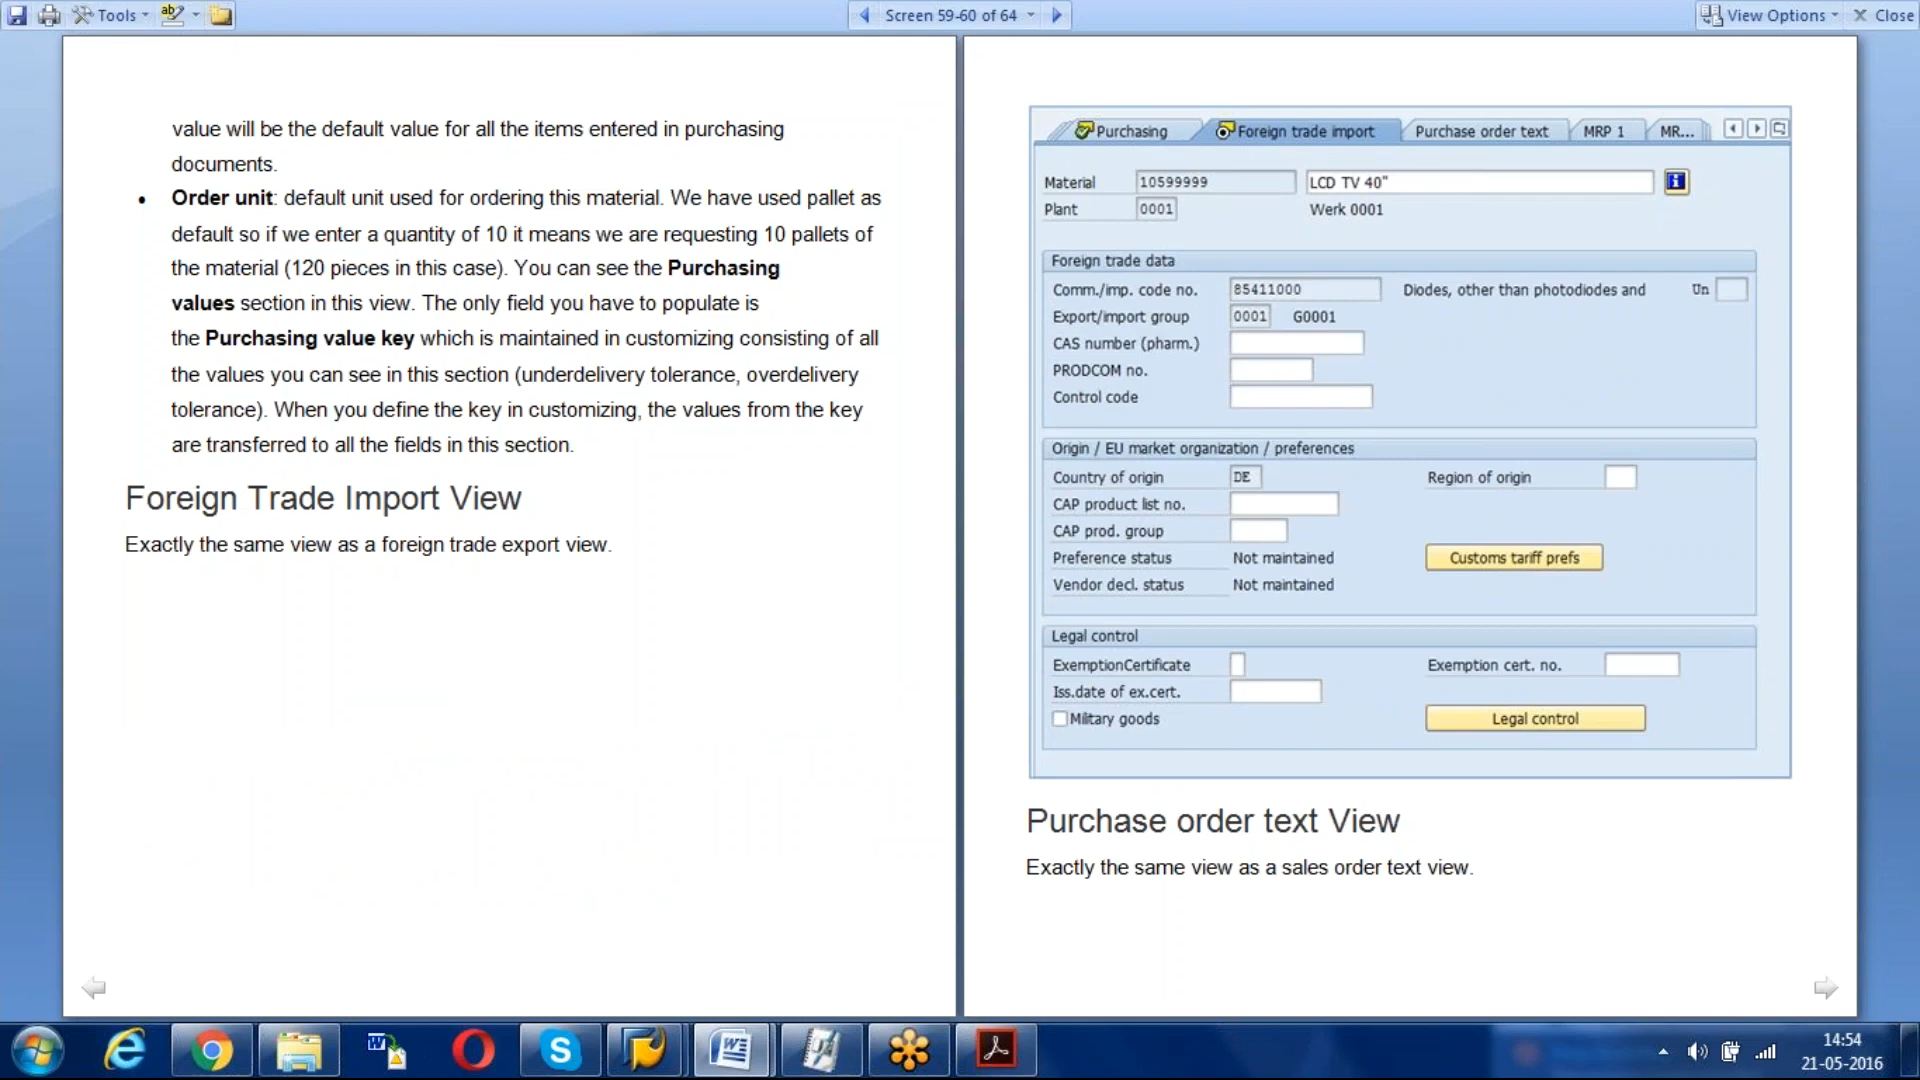 Tools
Screen 59-60 of 64
View Options
Close
value will be the default value for all the items entered in purchasing
documents.
• Order unit: default unit used for ordering this material. We have used pallet as
default so if we enter a quantity of 10 it means we are requesting 10 pallets of
the material (120 pieces in this case). You can see the Purchasing
values section in this view. The only field you have to populate is
the Purchasing value key which is maintained in customizing consisting of all
the values you can see in this section (underdelivery tolerance, overdelivery
tolerance). When you define the key in customizing, the values from the key
are transferred to all the fields in this section.
Foreign Trade Import View
Exactly the same view as a foreign trade export view.
Purchasing Foreign trade import Purchase order text MRP 1 MR...
Material 10599999 LCD TV 40"
Plant 0001 Werk 0001
Foreign trade data
Comm./imp. code no. 85411000 Diodes, other than photodiodes and Un
Export/import group 0001 G0001
CAS number (pharm.)
PRODCOM no.
Control code
Origin / EU market organization / preferences
Country of origin DE Region of origin
CAP product list no.
CAP prod. group
Preference status Not maintained Customs tariff prefs
Vendor decl. status Not maintained
Legal control
ExemptionCertificate Exemption cert. no.
Iss.date of ex.cert.
Military goods Legal control
Purchase order text View
Exactly the same view as a sales order text view.
14:54
21-05-2016